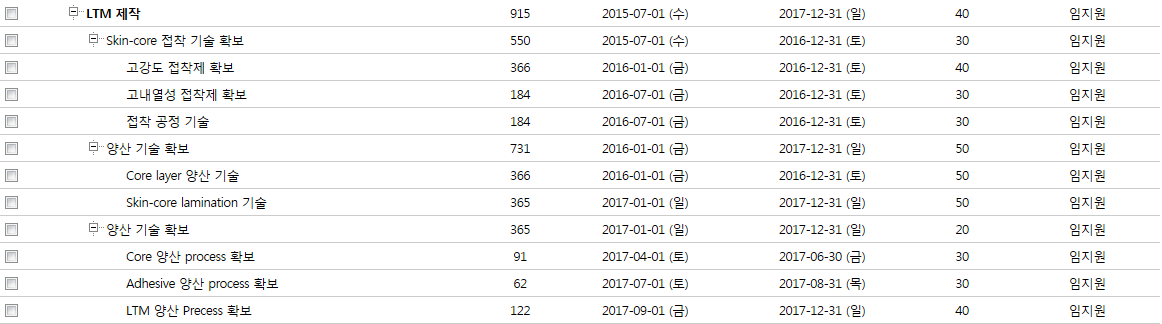 LTM 제작 915 2015-07-01 (수) 2017-12-31 (일) 40 임지원
Skin-core 접착 기술 확보 550 2015-07-01 (수) 2016-12-31 (토) 30 임지원
고강도 접착제 확보 366 2016-01-01 (금) 2016-12-31 (토) 40 임지원
고내열성 접착제 확보 184 2016-07-01 (금) 2016-12-31 (토) 30 임지원
접착 공정 기술 184 2016-07-01 (금) 2016-12-31 (토) 30 임지원
양산 기술 확보 731 2016-01-01 (금) 2017-12-31 (일) 50 임지원
Core layer 양산 기술 366 2016-01-01 (금) 2016-12-31 (토) 50 임지원
Skin-core lamination 기술 365 2017-01-01 (일) 2017-12-31 (일) 50 임지원
양산 기술 확보 365 2017-01-01 (일) 2017-12-31 (일) 20 임지원
Core 양산 process 확보 91 2017-04-01 (토) 2017-06-30 (금) 30 임지원
Adhesive 양산 process 확보 62 2017-07-01 (토) 2017-08-31 (목) 30 임지원
LTM 양산 Precess 확보 122 2017-09-01 (금) 2017-12-31 (일) 40 임지원